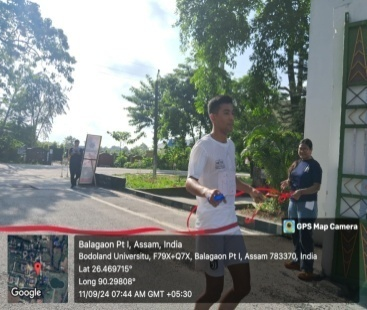 GPS Map Camera
Balagaon Pt I, Assam, India
Bodoland Universitu, F79X+Q7X, Balagaon Pt I, Assam 783370, India
Lat 26.469715°
Long 90.29808°
11/09/24 07:44 AM GMT +05:30
Google